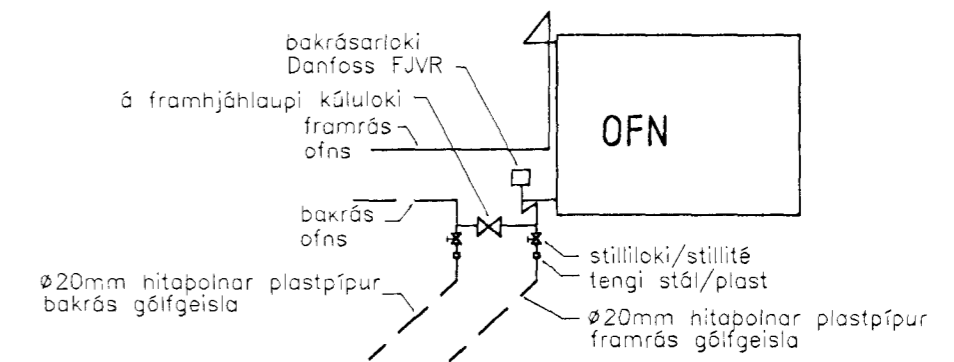 bakrásarloki
Danfoss FJVR
á framhjáhlaupi kúluloki
framrás
ofns
OFN
bakrás
ofns
stilliloki/stillité
tengi stál/plast
ø20mm hitaþolnar plastpípur
bakrás gólfgeisla
ø20mm hitaþolnar plastpípur
framrás gólfgeisla